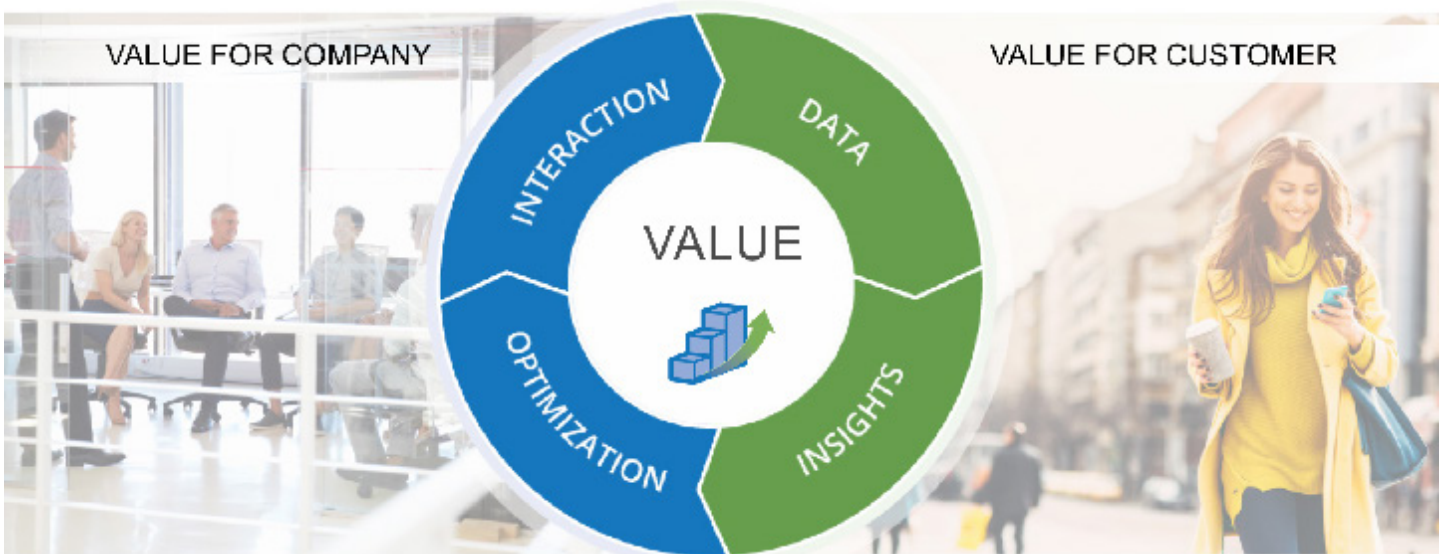 VALUE FOR COMPANY
VALUE FOR CUSTOMER
INTERACTION
DATA
VALUE
OPTIMIZATION
INSIGHTS